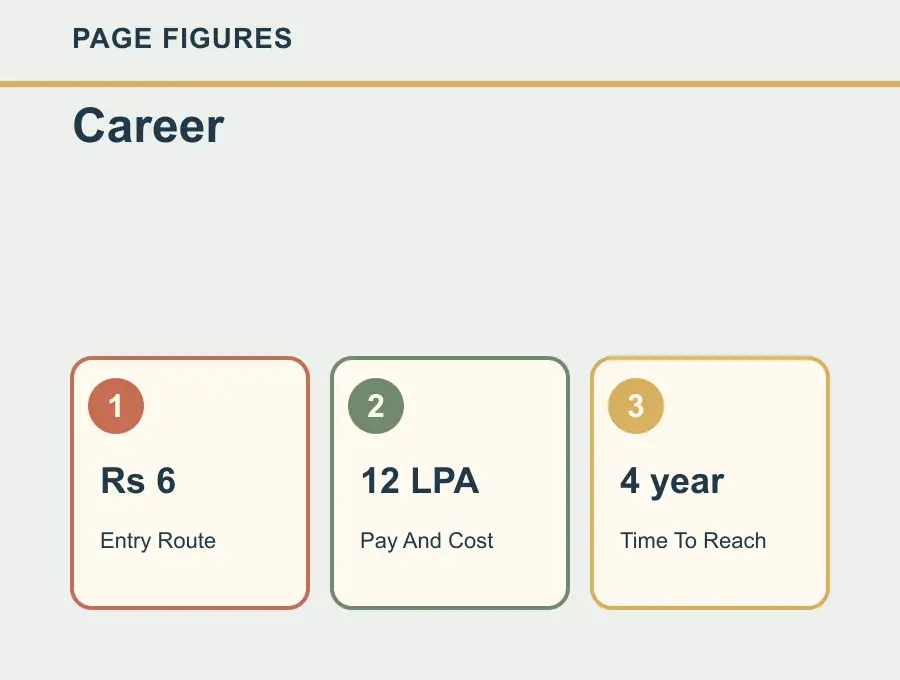 PAGE FIGURES
Career
1
Rs 6
Entry Route
2
12 LPA
Pay And Cost
3
4 year
Time To Reach